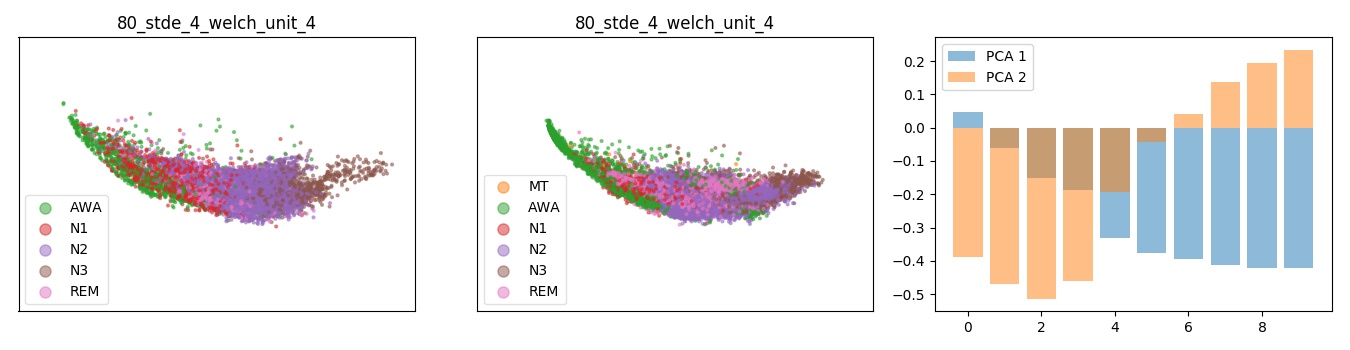 80_stde_4_welch_unit_4
AWA
N1
N2
N3
REM
80_stde_4_welch_unit_4
MT
AWA
N1
N2
N3
REM
PCA 1
PCA 2
0.2
0.1
0.0
−0.1
−0.2
−0.3
−0.4
−0.5
0 2 4 6 8